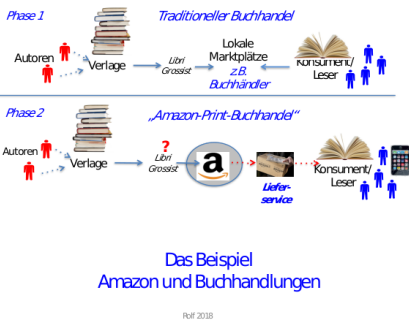 Phase 1
Traditioneller Buchhandel
Autoren
Verlage
Libri
Grossist
Lokale
Marktplätze
z.B.
Buchhändler
Konsument/
Leser
Phase 2
„Amazon-Print-Buchhandel“
Autoren
Verlage
?
Libri
Grossist
a
Liefer-
service
Konsument/
Leser
Das Beispiel
Amazon und Buchhandlungen
Rolf 2018